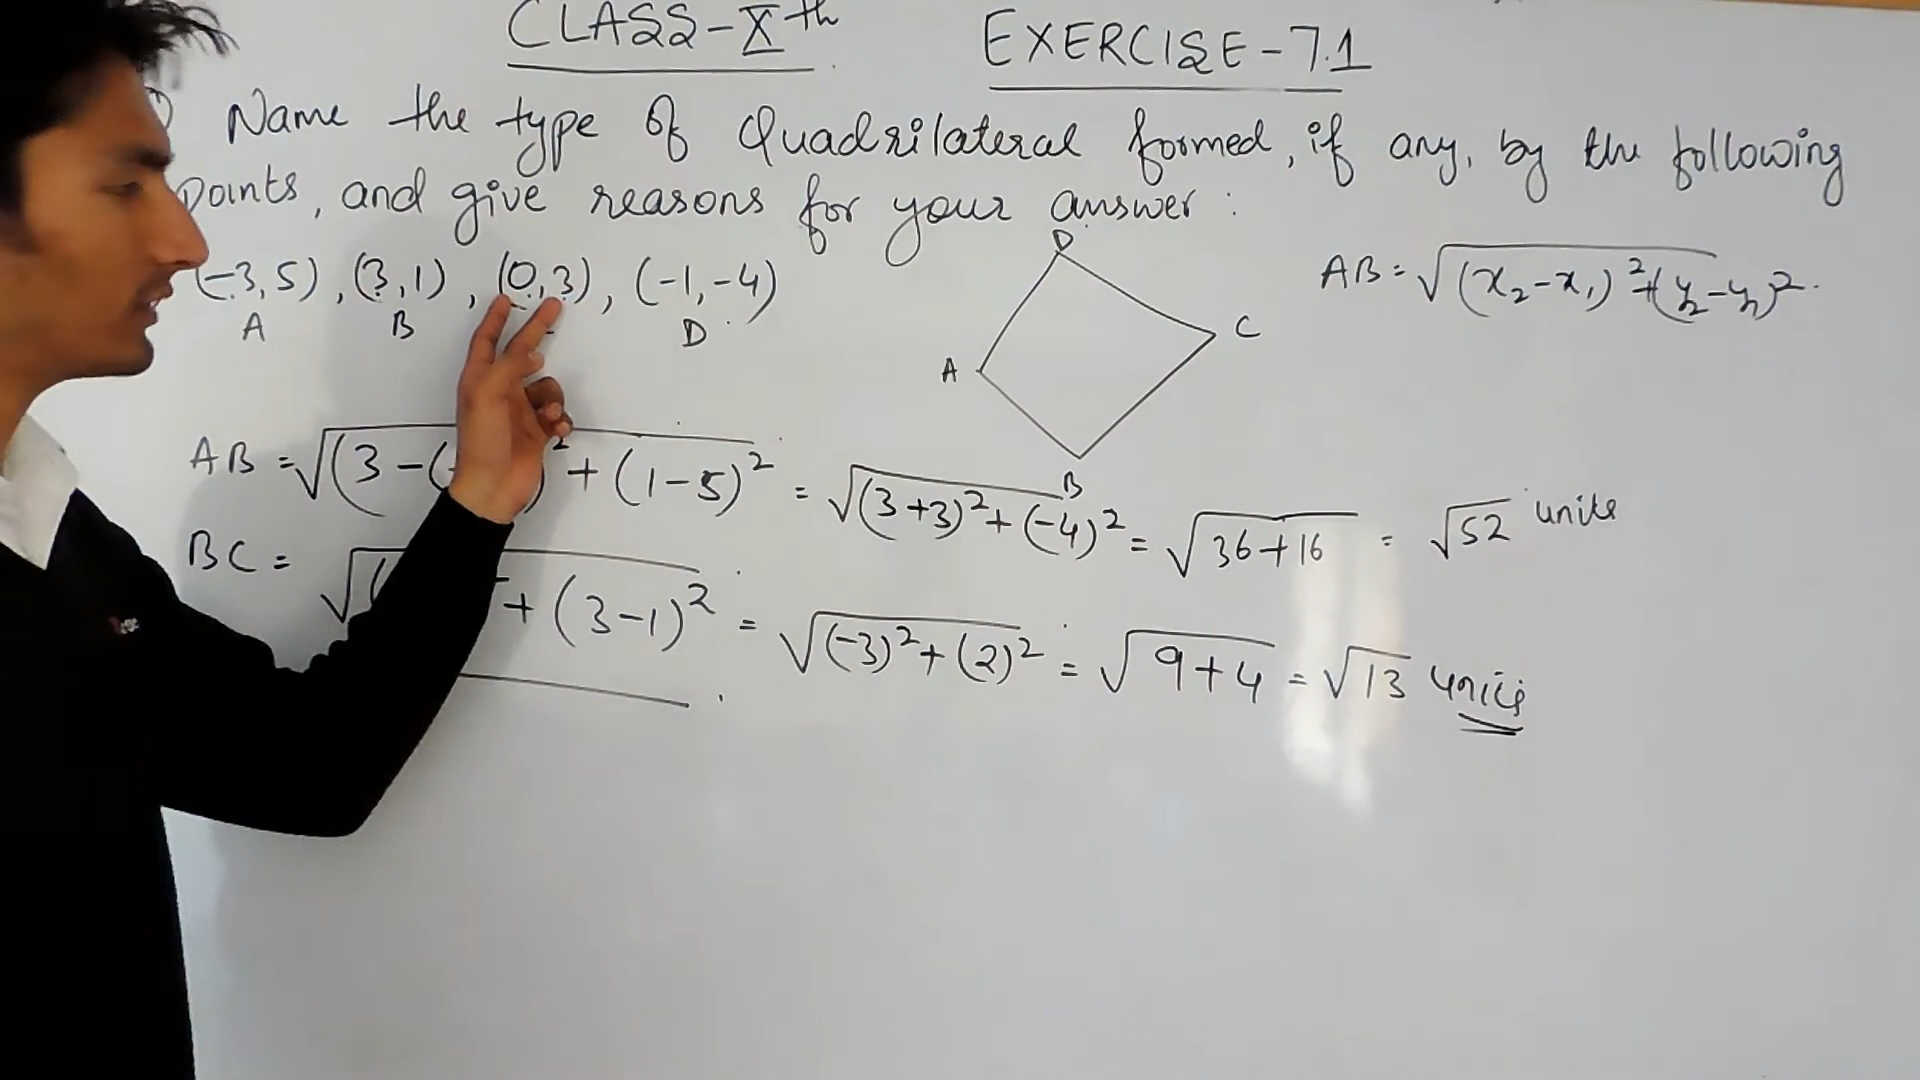 CLASS-Xth EXERCISE-7.1
Name the type of Quadrilateral formed, if any, by the following
points, and give reasons for your answer :
(-3,5), (3,1), (0,3), (-1,-4)
A B D
D
C
A
B
AB = √(x₂-x₁)²+(y₂-y₁)²
AB = √(3-( )²+(1-5)² = √(3+3)²+(-4)² = √36+16 = √52 units
BC = √( +(3-1)² = √(-3)²+(2)² = √9+4 = √13 units